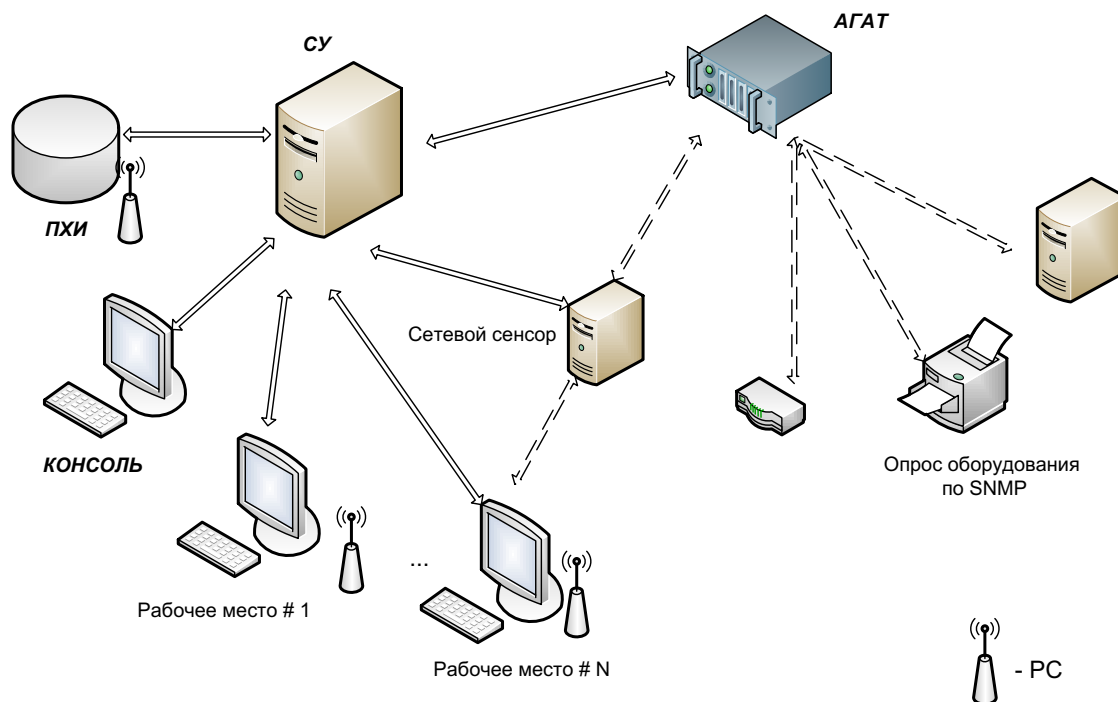 СУ
АГАТ
ПХИ
Сетевой сенсор
КОНСОЛЬ
Опрос оборудования
по SNMP
...
Рабочее место # 1
Рабочее место # N
- РС